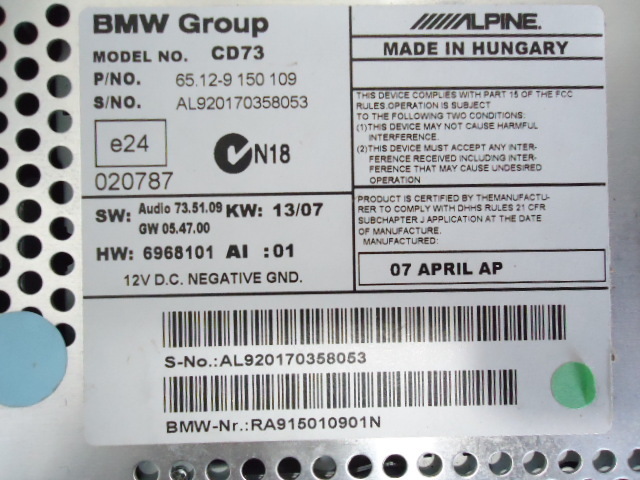 BMW Group
MODEL NO. CD73
P/NO. 65.12-9 150 109
S/NO. AL920170358053
e24
N18
020787
SW: Audio 73.51.09 KW: 13/07
GW 05.47.00
HW: 6968101 AI : 01
12V D.C. NEGATIVE GND.
ALPINE.
MADE IN HUNGARY
THIS DEVICE COMPLIES WITH PART 15 OF THE FCC
RULES.OPERATION IS SUBJECT
TO THE FOLLOWING TWO CONDITIONS:
(1)THIS DEVICE MAY NOT CAUSE HARMFUL
INTERFERENCE.
(2)THIS DEVICE MUST ACCEPT ANY INTER-
FERENCE RECEIVED INCLUDING INTER-
FERENCE THAT MAY CAUSE UNDESIRED
OPERATION
PRODUCT IS CERTIFIED BY THEMANUFACTU-
RER TO COMPLY WITH DHHS RULES 21 CFR
SUBCHAPTER J APPLICATION AT THE DATE
OF MANUFACTURE.
MANUFACTURED:
07 APRIL AP
S-No.:AL920170358053
BMW-Nr.:RA915010901N